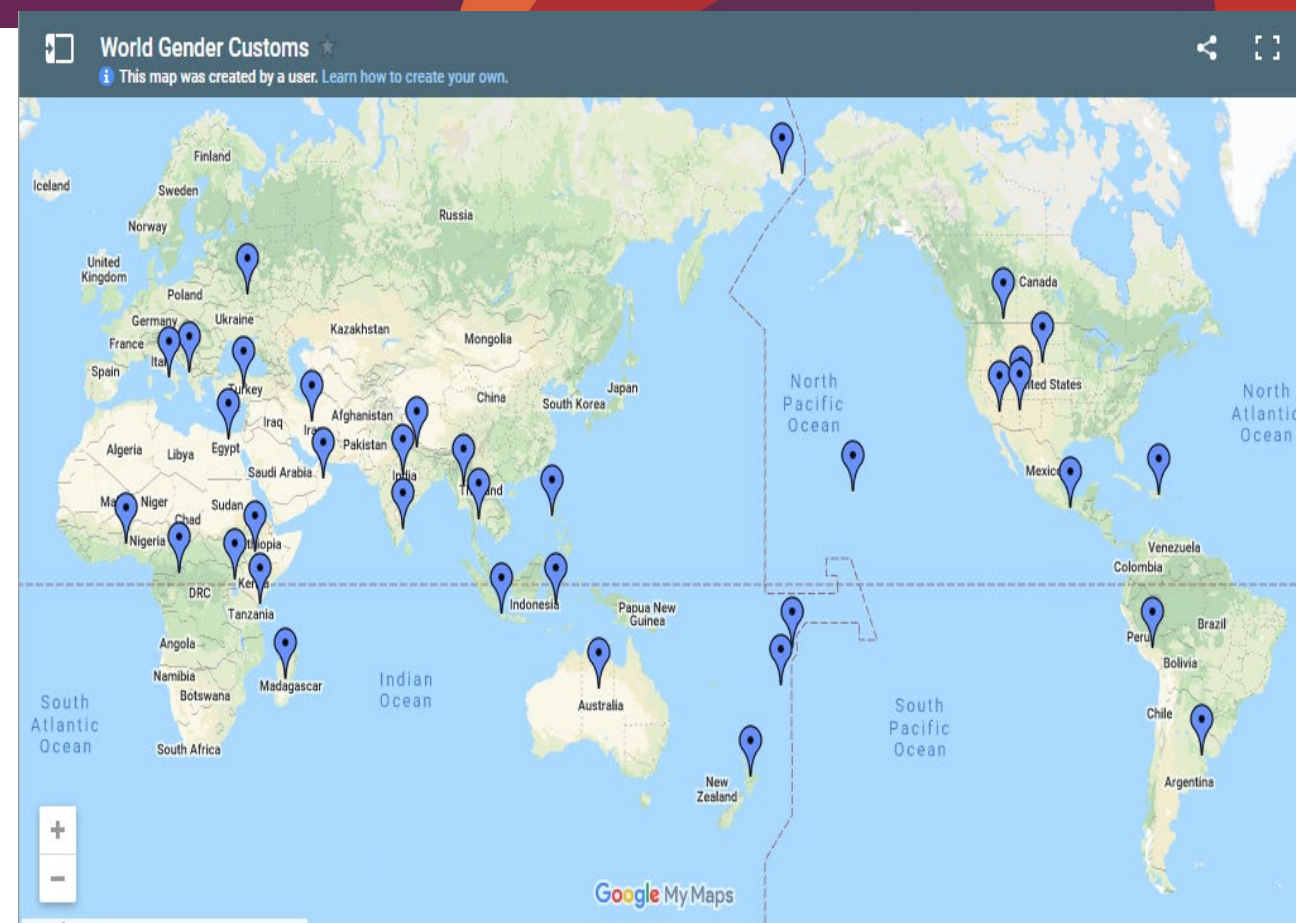 World Gender Customs
This map was created by a user. Learn how to create your own.
Iceland
Finland
Sweden
Norway
Russia
United
Kingdom
Poland
Germany
Ukraine
France
Kazakhstan
Mongolia
Spain
Turkey
Afghanistan
China
South Korea
Japan
Iraq
Algeria
Libya
Egypt
Pakistan
Saudi Arabia
India
Niger
Sudan
Chad
Nigeria
DRC
Tanzania
Indonesia
Papua New
Guinea
Angola
Namibia
Botswana
Madagascar
South Africa
Australia
New
Zealand
Indian
Ocean
South
Atlantic
Ocean
North
Pacific
Ocean
South
Pacific
Ocean
Canada
North
Atlantic
Ocean
Venezuela
Colombia
Brazil
Peru
Bolivia
Chile
Argentina
+
−
Google My Maps